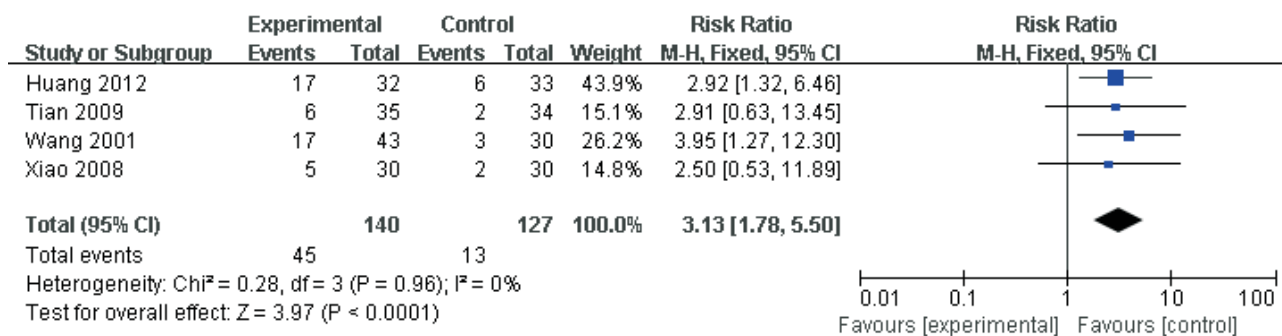 Experimental Control Risk Ratio Risk Ratio
Study or Subgroup Events Total Events Total Weight M-H, Fixed, 95% CI M-H, Fixed, 95% CI
Huang 2012 17 32 6 33 43.9% 2.92 [1.32, 6.46]
Tian 2009 6 35 2 34 15.1% 2.91 [0.63, 13.45]
Wang 2001 17 43 3 30 26.2% 3.95 [1.27, 12.30]
Xiao 2008 5 30 2 30 14.8% 2.50 [0.53, 11.89]
Total (95% CI) 140 127 100.0% 3.13 [1.78, 5.50]
Total events 45 13
Heterogeneity: Chi² = 0.28, df = 3 (P = 0.96); I² = 0%
Test for overall effect: Z = 3.97 (P < 0.0001)
0.01 0.1 1 10 100
Favours [experimental] Favours [control]